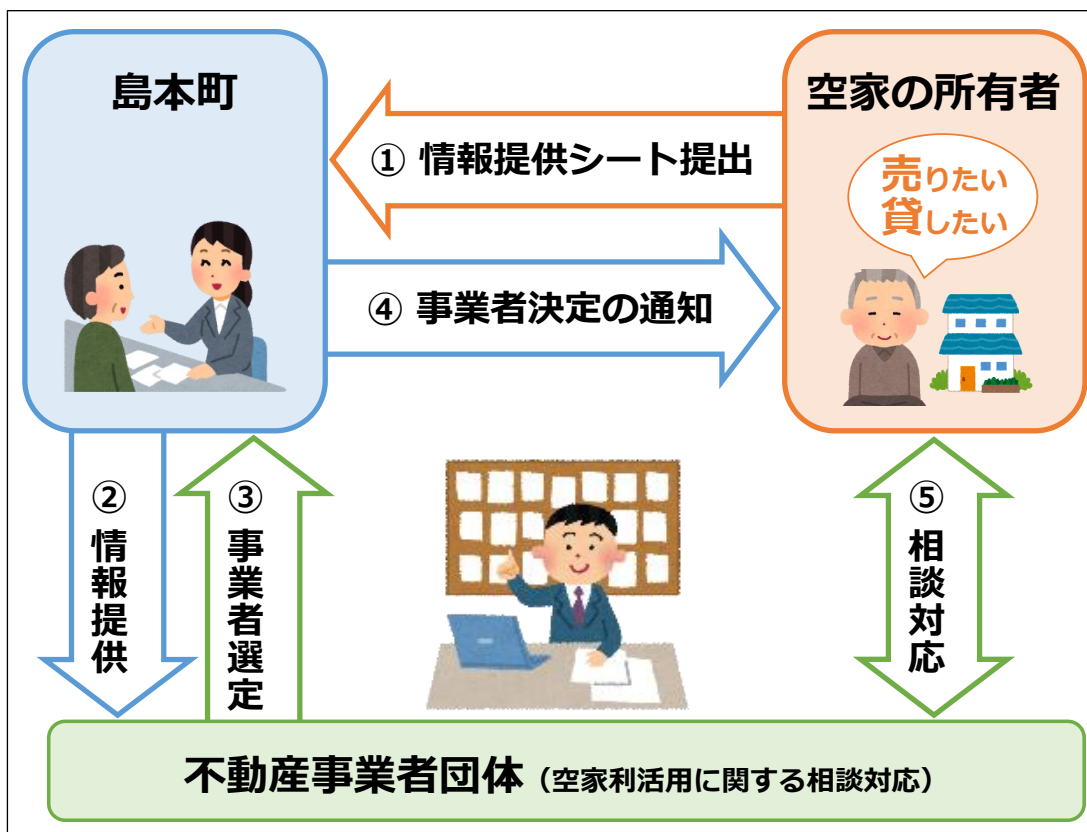 島本町
空家の所有者
① 情報提供シート提出
売りたい
貸したい
④ 事業者決定の通知
② 情報提供
③ 事業者選定
⑤ 相談対応
不動産事業者団体（空家利活用に関する相談対応）